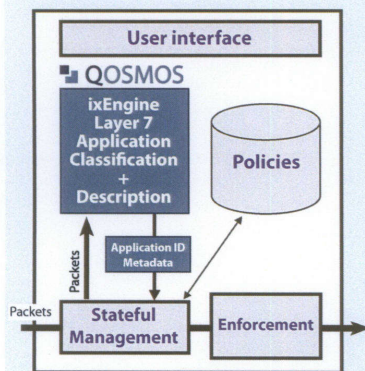 User interface
QOSMOS
ixEngine
Layer 7
Application
Classification
+
Description
Policies
Application ID
Metadata
Packets
Packets
Stateful
Management
Enforcement